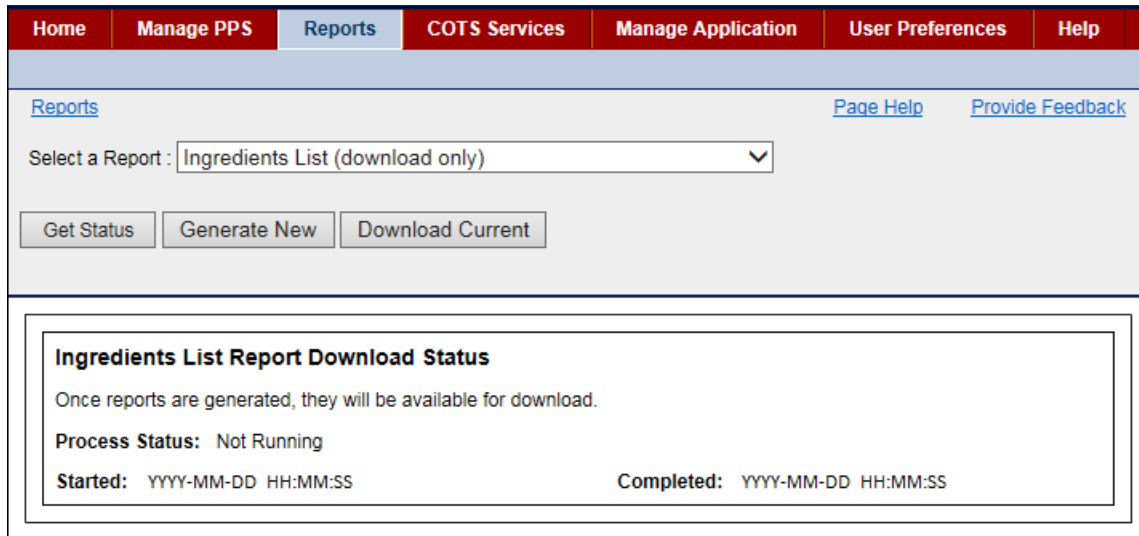 Home Manage PPS Reports COTS Services Manage Application User Preferences Help
Reports Page Help Provide Feedback
Select a Report : Ingredients List (download only)
Get Status Generate New Download Current
Ingredients List Report Download Status
Once reports are generated, they will be available for download.
Process Status: Not Running
Started: YYYY-MM-DD HH:MM:SS Completed: YYYY-MM-DD HH:MM:SS